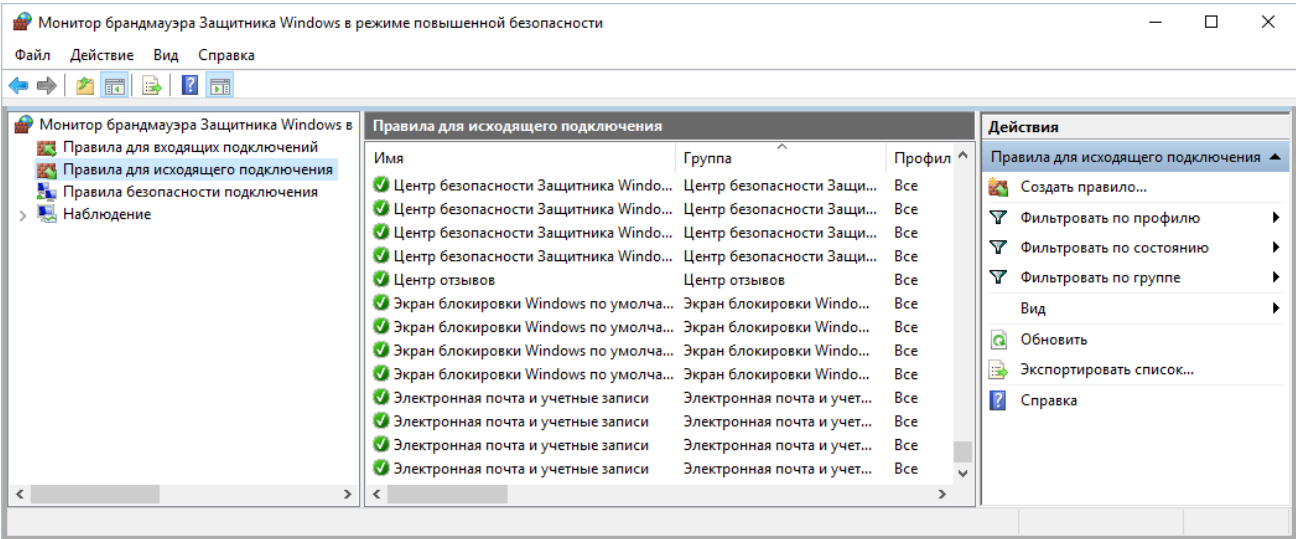 Монитор брандмауэра Защитника Windows в режиме повышенной безопасности
Файл Действие Вид Справка
Монитор брандмауэра Защитника Windows в
Правила для входящих подключений
Правила для исходящего подключения
Правила безопасности подключения
Наблюдение
Правила для исходящего подключения
Имя Группа Профил
Центр безопасности Защитника Windo... Центр безопасности Защи... Все
Центр безопасности Защитника Windo... Центр безопасности Защи... Все
Центр безопасности Защитника Windo... Центр безопасности Защи... Все
Центр безопасности Защитника Windo... Центр безопасности Защи... Все
Центр отзывов Центр отзывов Все
Экран блокировки Windows по умолча... Экран блокировки Windo... Все
Экран блокировки Windows по умолча... Экран блокировки Windo... Все
Экран блокировки Windows по умолча... Экран блокировки Windo... Все
Экран блокировки Windows по умолча... Экран блокировки Windo... Все
Электронная почта и учетные записи Электронная почта и учет... Все
Электронная почта и учетные записи Электронная почта и учет... Все
Электронная почта и учетные записи Электронная почта и учет... Все
Электронная почта и учетные записи Электронная почта и учет... Все
Действия
Правила для исходящего подключения
Создать правило...
Фильтровать по профилю
Фильтровать по состоянию
Фильтровать по группе
Вид
Обновить
Экспортировать список...
Справка